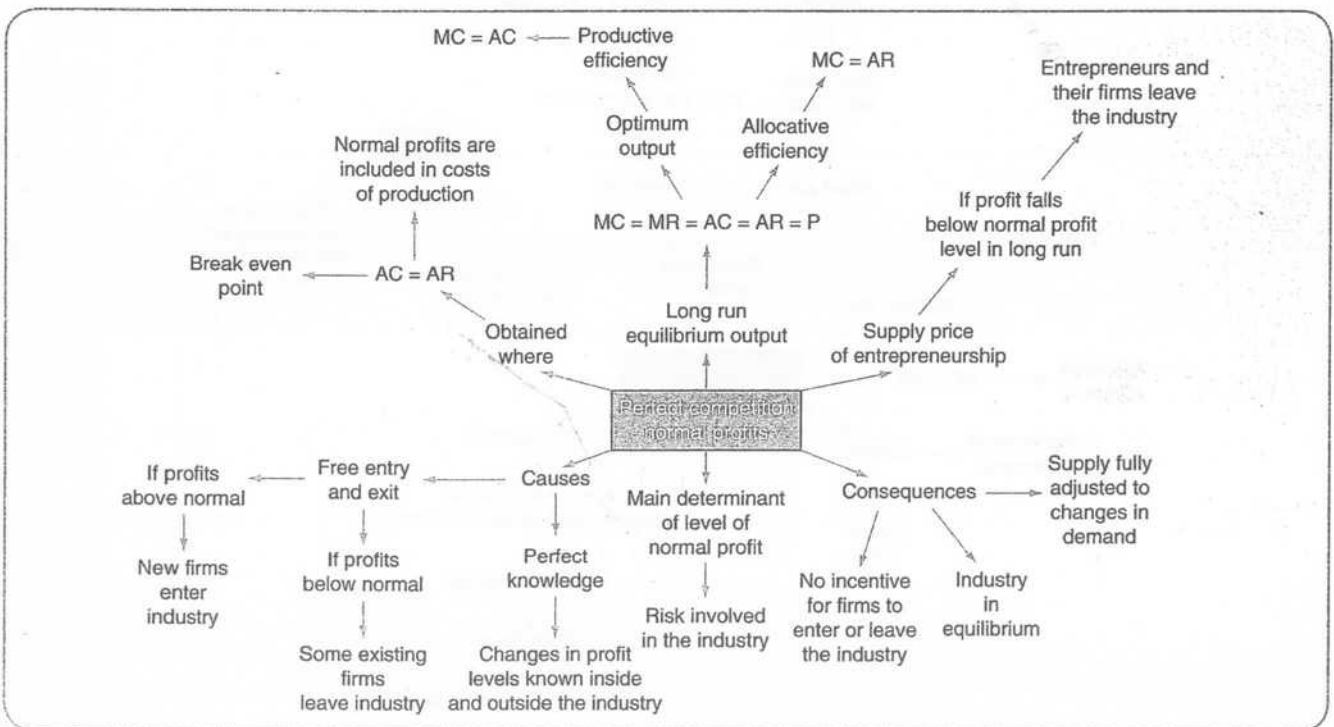 MC = AC
Productive
efficiency
MC = AR
Entrepreneurs and
their firms leave
the industry
Optimum
output
Allocative
efficiency
Normal profits are
included in costs
of production
If profit falls
below normal profit
level in long run
MC = MR = AC = AR = P
Break even
point
AC = AR
Obtained
where
Long run
equilibrium output
Supply price
of entrepreneurship
Perfect competition
– normal profits
If profits
above normal
Free entry
and exit
Causes
Main determinant
of level of
normal profit
Consequences
Supply fully
adjusted to
changes in
demand
New firms
enter
industry
If profits
below normal
Perfect
knowledge
Risk involved
in the industry
No incentive
for firms to
enter or leave
the industry
Industry
in
equilibrium
Some existing
firms
leave industry
Changes in profit
levels known inside
and outside the industry